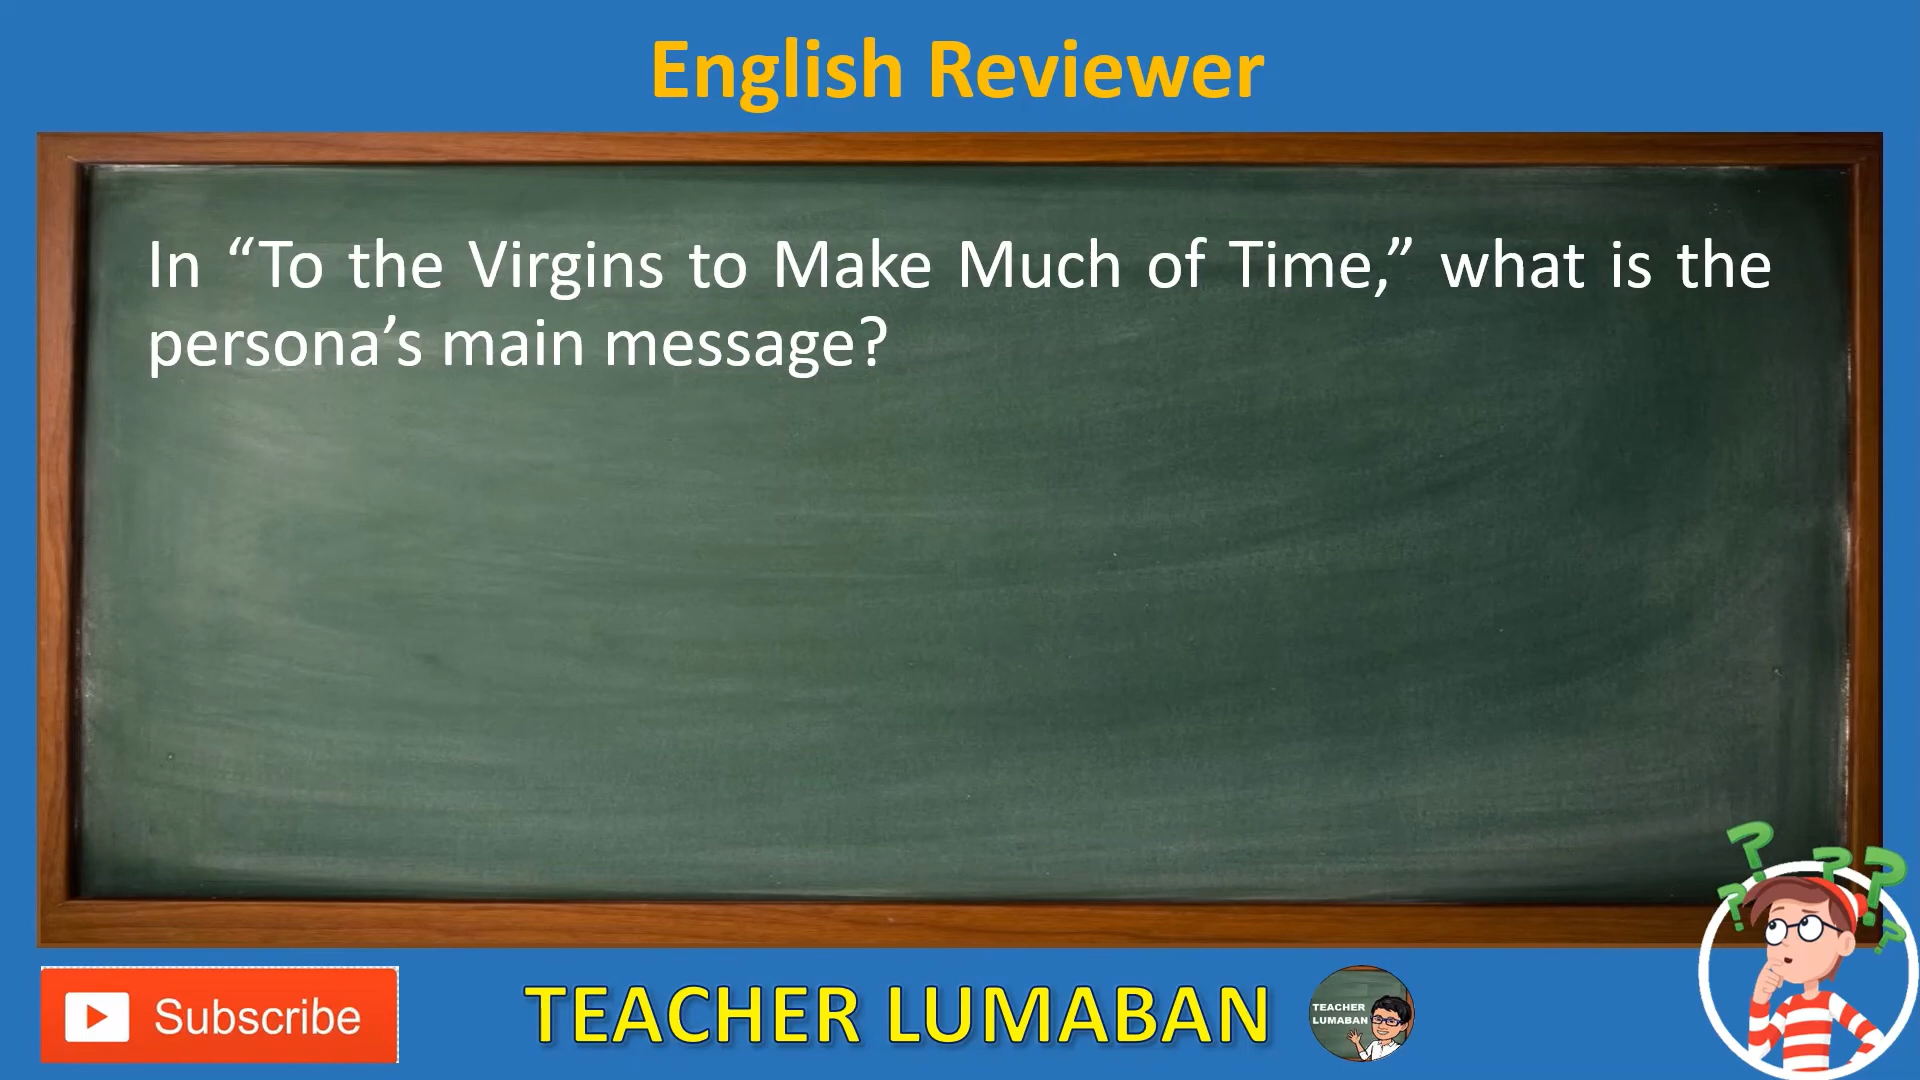 English Reviewer
In “To the Virgins to Make Much of Time,” what is the
persona’s main message?
Subscribe
TEACHER LUMABAN
TEACHER
LUMABAN